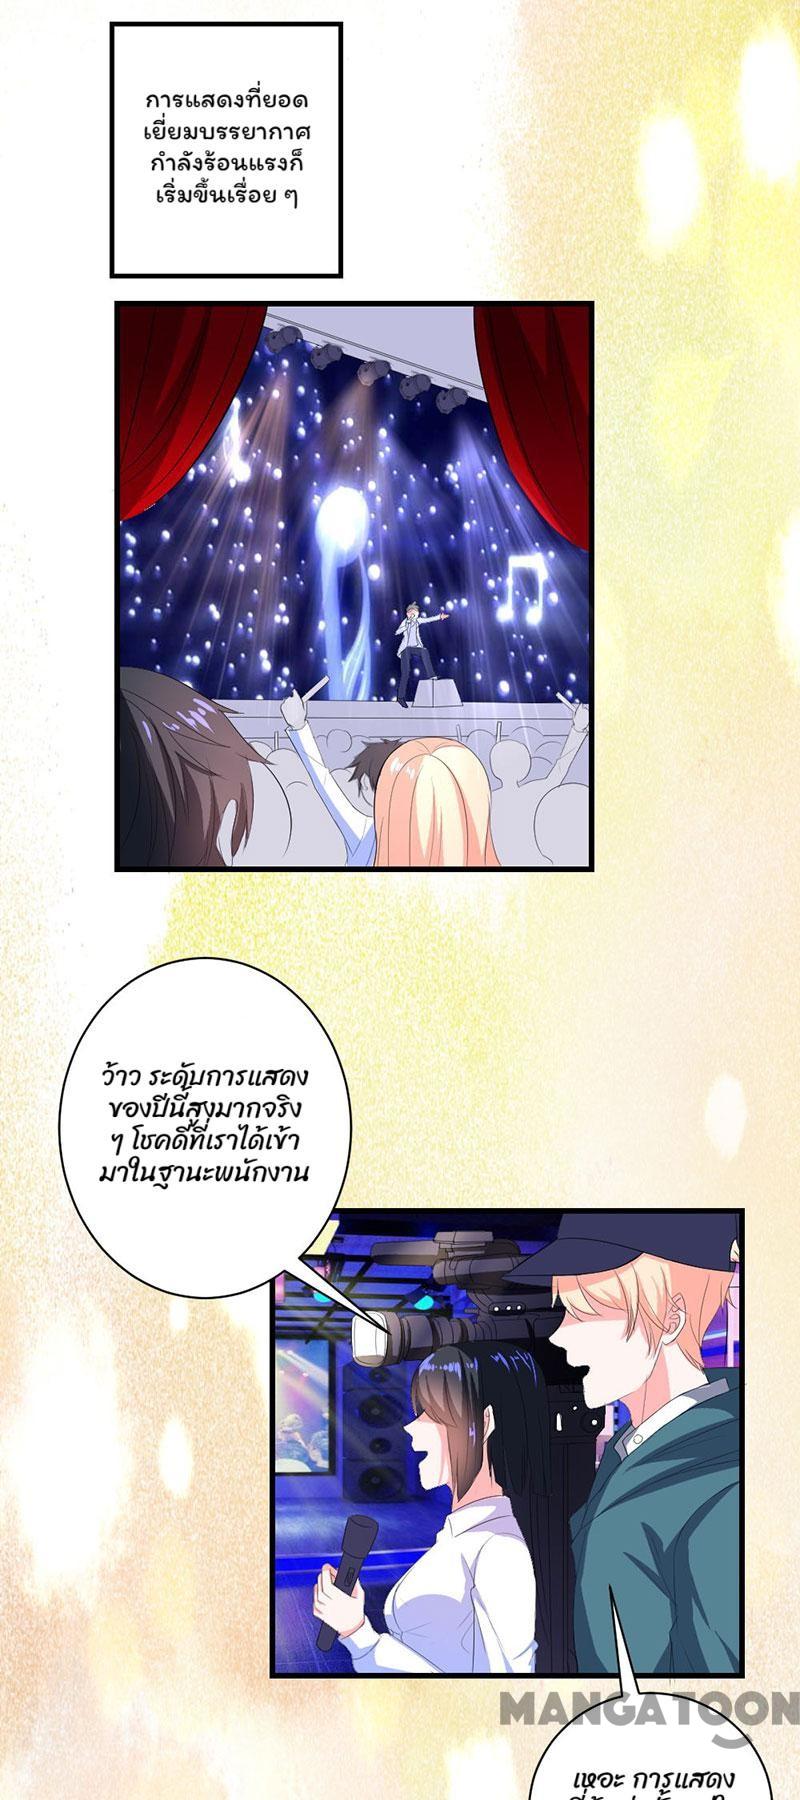 การแสดงที่ยอด
เยี่ยมบรรยากาศ
กำลังร้อนแรงก็
เริ่มขึ้นเรื่อย ๆ
ว้าว ระดับการแสดง
ของปีนี้สูงมากจริง
ๆ โชคดีที่เราได้เข้า
มาในฐานะพนักงาน
MANGATOON
เหอะ การแสดง